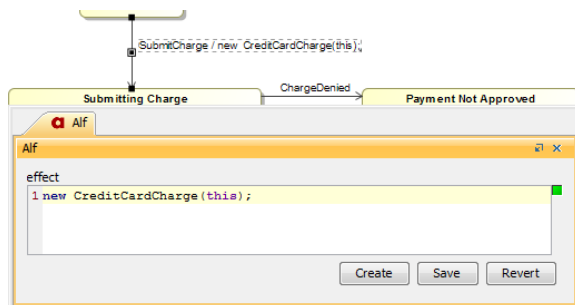 SubmitCharge / new CreditCardCharge(this);
ChargeDenied
Submitting Charge
Payment Not Approved
a Alf
Alf
effect
1 new CreditCardCharge(this);
Create Save Revert